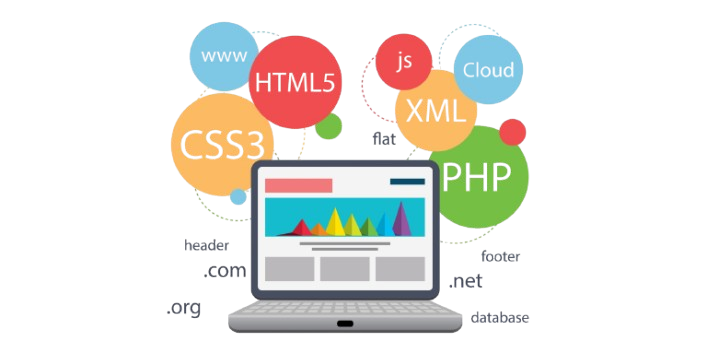 www
HTML5
js
Cloud
XML
CSS3
flat
PHP
header
footer
.com
.net
.org
database